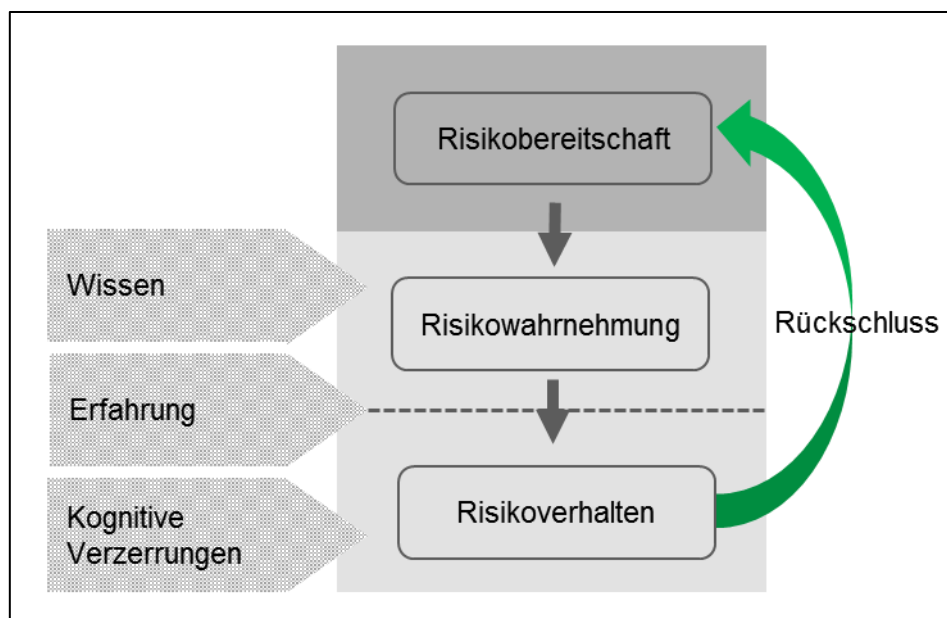 Risikobereitschaft
Wissen
Risikowahrnehmung
Rückschluss
Erfahrung
Risikoverhalten
Kognitive
Verzerrungen